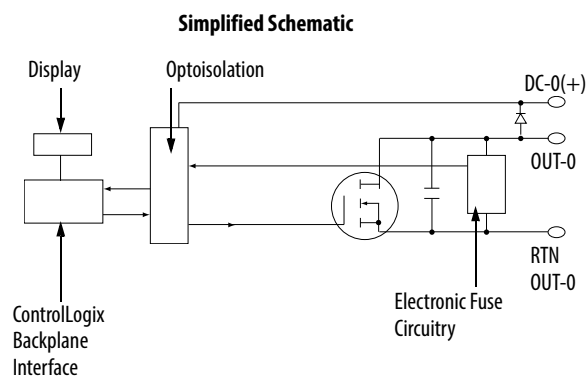 Simplified Schematic
Display
Optoisolation
DC-0(+)
OUT-0
RTN
OUT-0
Electronic Fuse
Circuitry
ControlLogix
Backplane
Interface